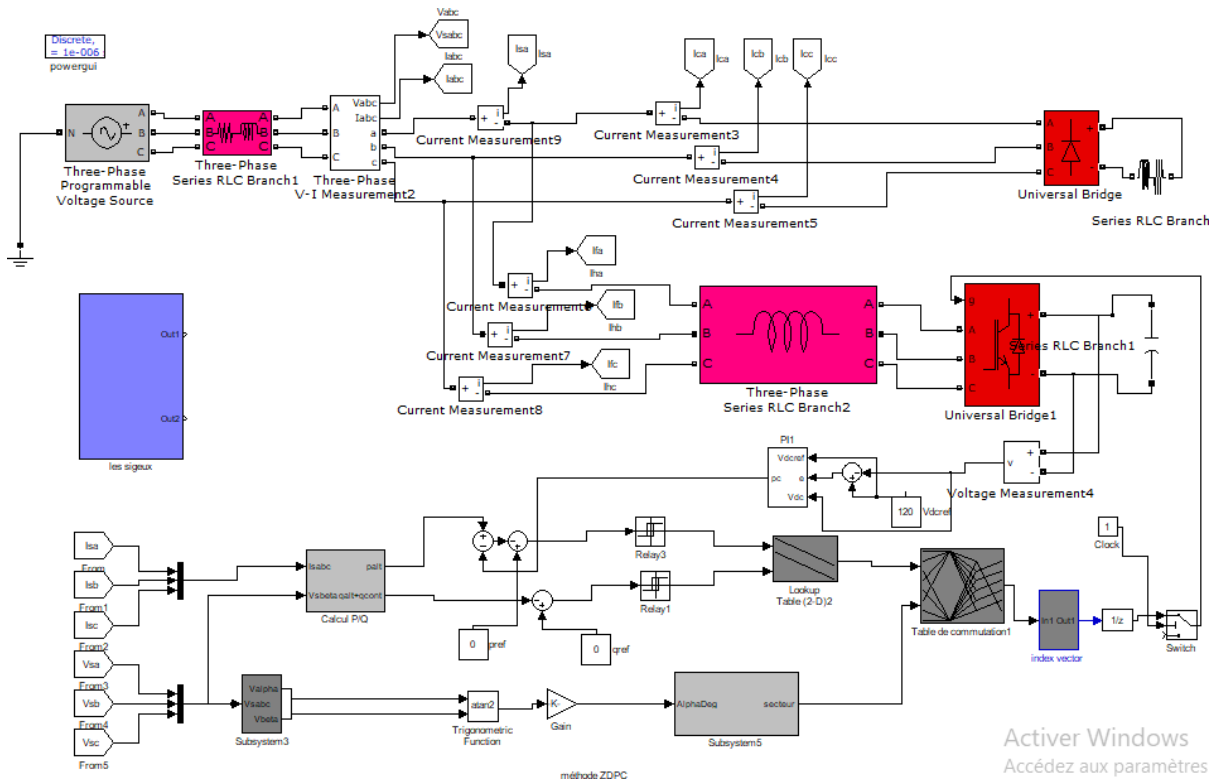 Discrete,
= 1e-006
powergui
N
A
B
C
Three-Phase
Programmable
Voltage Source
A
B
C
A
B
C
Three-Phase
Series RLC Branch1
A
B
C
Vabc
Iabc
a
b
c
Three-Phase
V-I Measurement2
Vabc
Vsabc
Iabc
Iabc
Isa
Isa
i
+
-
Current Measurement9
Ica
Ica
Icb
Icb
Icc
Icc
i
+
-
Current Measurement3
i
+
-
Current Measurement4
i
+
-
Current Measurement5
A
B
C
+
-
Universal Bridge
Series RLC Branch
Ifa
Iha
i
+
-
Ifb
Ihb
i
+
-
Current Measurement7
Ifc
Ihc
i
+
-
Current Measurement8
A
B
C
A
B
C
Three-Phase
Series RLC Branch2
g
A
B
C
+
-
Universal Bridge1
Series RLC Branch1
Out1
Out2
les sigeux
PI1
Vdcref
pc
e
Vdc
120
Vdcref
v
+
-
Voltage Measurement4
Isa
From
Isb
From1
Isc
From2
Vsa
From3
Vsb
From4
Vsc
From5
Isabc
palt
Vsbeta
qalt+qcont
Calcul P/Q
0
pref
0
qref
Relay3
Relay1
Lookup
Table (2-D)2
Table de commutation1
In1
Out1
index vector
1/z
1
Clock
Switch
Valpha
Vsabc
Vbeta
Subsystem3
atan2
Trigonometric
Function
-K-
Gain
AlphaDeg
secteur
Subsystem5
méthode ZDPC
Activer Windows
Accédez aux paramètres